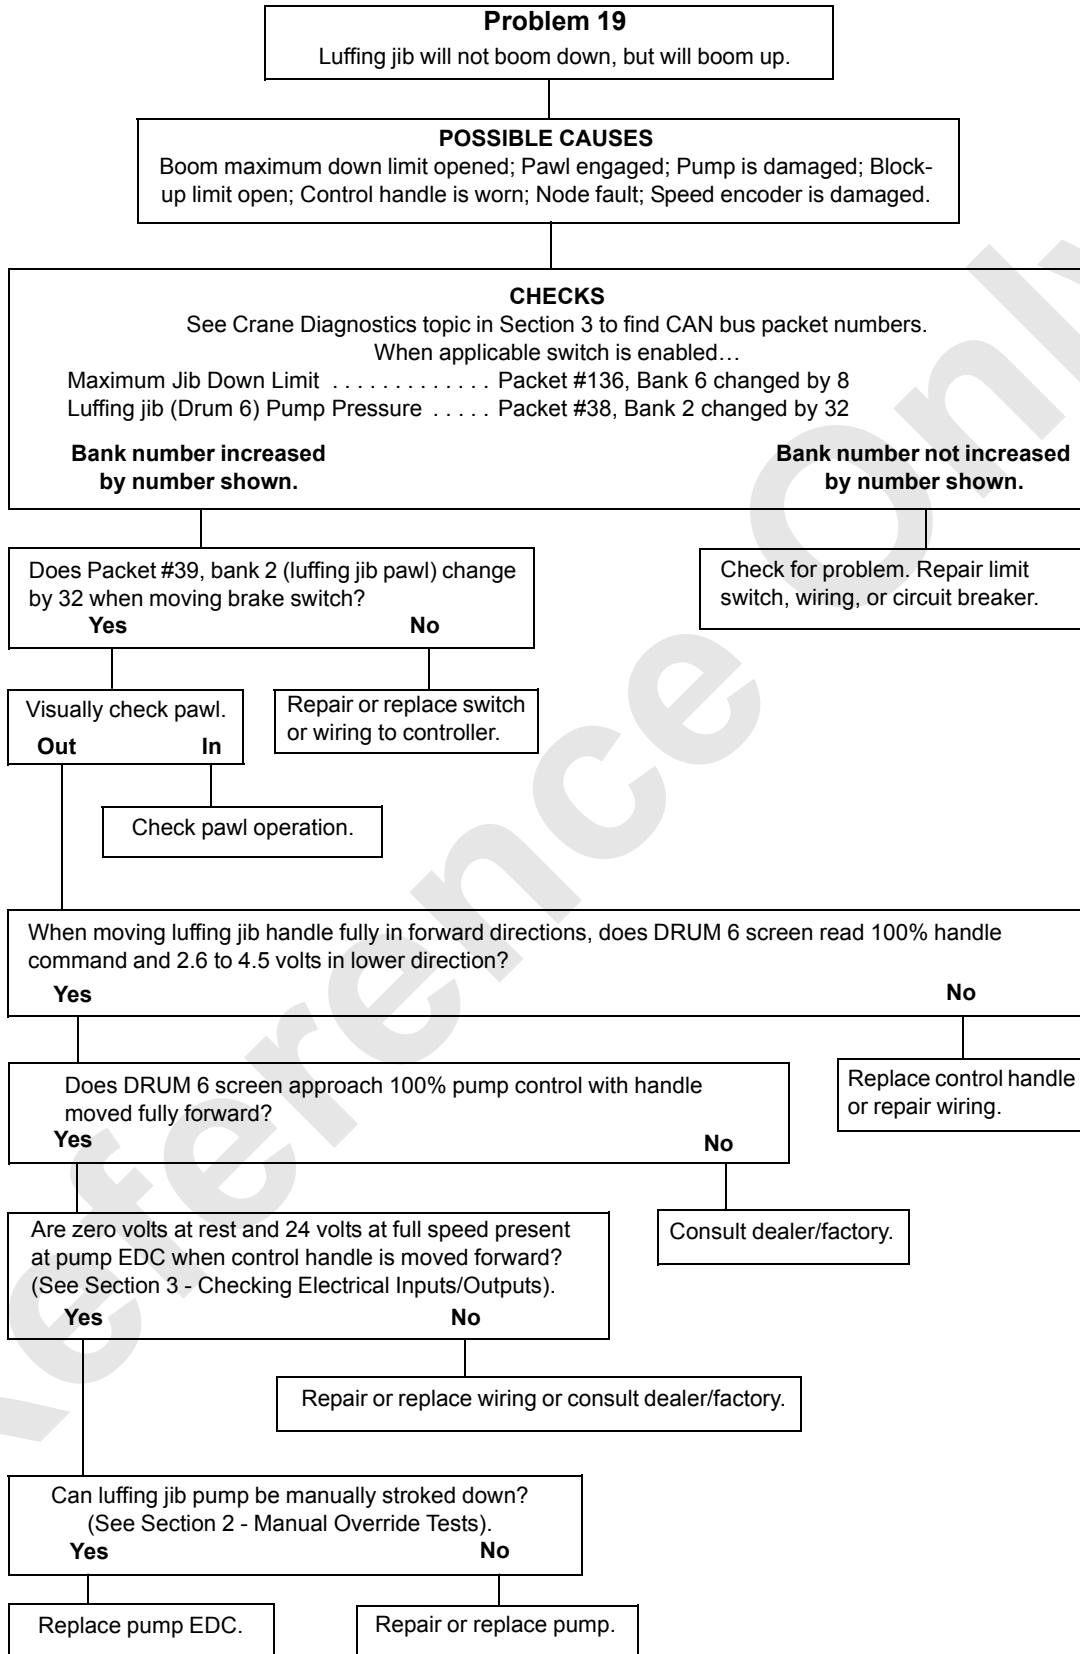 Problem 19
Luffing jib will not boom down, but will boom up.
POSSIBLE CAUSES
Boom maximum down limit opened; Pawl engaged; Pump is damaged; Block-
up limit open; Control handle is worn; Node fault; Speed encoder is damaged.
CHECKS
See Crane Diagnostics topic in Section 3 to find CAN bus packet numbers.
When applicable switch is enabled…
Maximum Jib Down Limit . . . . . . . . . . . . . Packet #136, Bank 6 changed by 8
Luffing jib (Drum 6) Pump Pressure . . . . . Packet #38, Bank 2 changed by 32
Bank number increased
by number shown.
Bank number not increased
by number shown.
Does Packet #39, bank 2 (luffing jib pawl) change
by 32 when moving brake switch?
Yes No
Check for problem. Repair limit
switch, wiring, or circuit breaker.
Visually check pawl.
Out In
Repair or replace switch
or wiring to controller.
Check pawl operation.
When moving luffing jib handle fully in forward directions, does DRUM 6 screen read 100% handle
command and 2.6 to 4.5 volts in lower direction?
Yes No
Does DRUM 6 screen approach 100% pump control with handle
moved fully forward?
Yes No
Replace control handle
or repair wiring.
Are zero volts at rest and 24 volts at full speed present
at pump EDC when control handle is moved forward?
(See Section 3 - Checking Electrical Inputs/Outputs).
Yes No
Consult dealer/factory.
Repair or replace wiring or consult dealer/factory.
Can luffing jib pump be manually stroked down?
(See Section 2 - Manual Override Tests).
Yes No
Replace pump EDC.
Repair or replace pump.
Reference Only